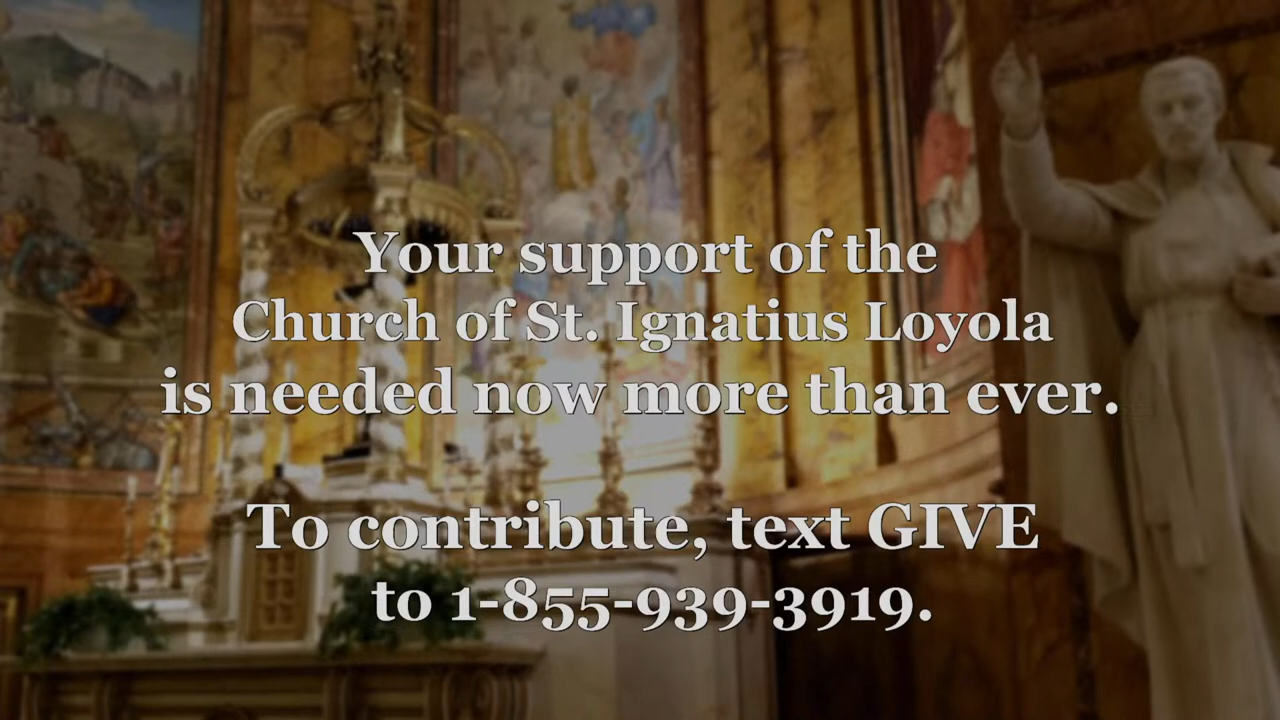 Your support of the
Church of St. Ignatius Loyola
is needed now more than ever.
To contribute, text GIVE
to 1-855-939-3919.